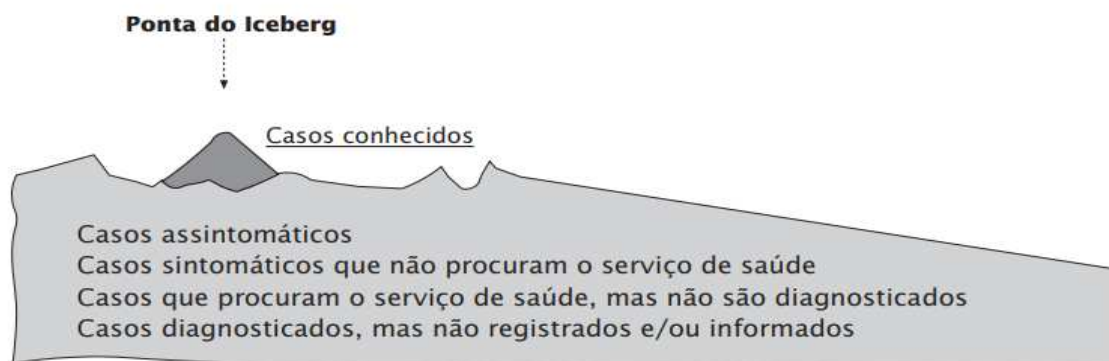 Ponta do Iceberg
Casos conhecidos
Casos assintomáticos
Casos sintomáticos que não procuram o serviço de saúde
Casos que procuram o serviço de saúde, mas não são diagnosticados
Casos diagnosticados, mas não registrados e/ou informados